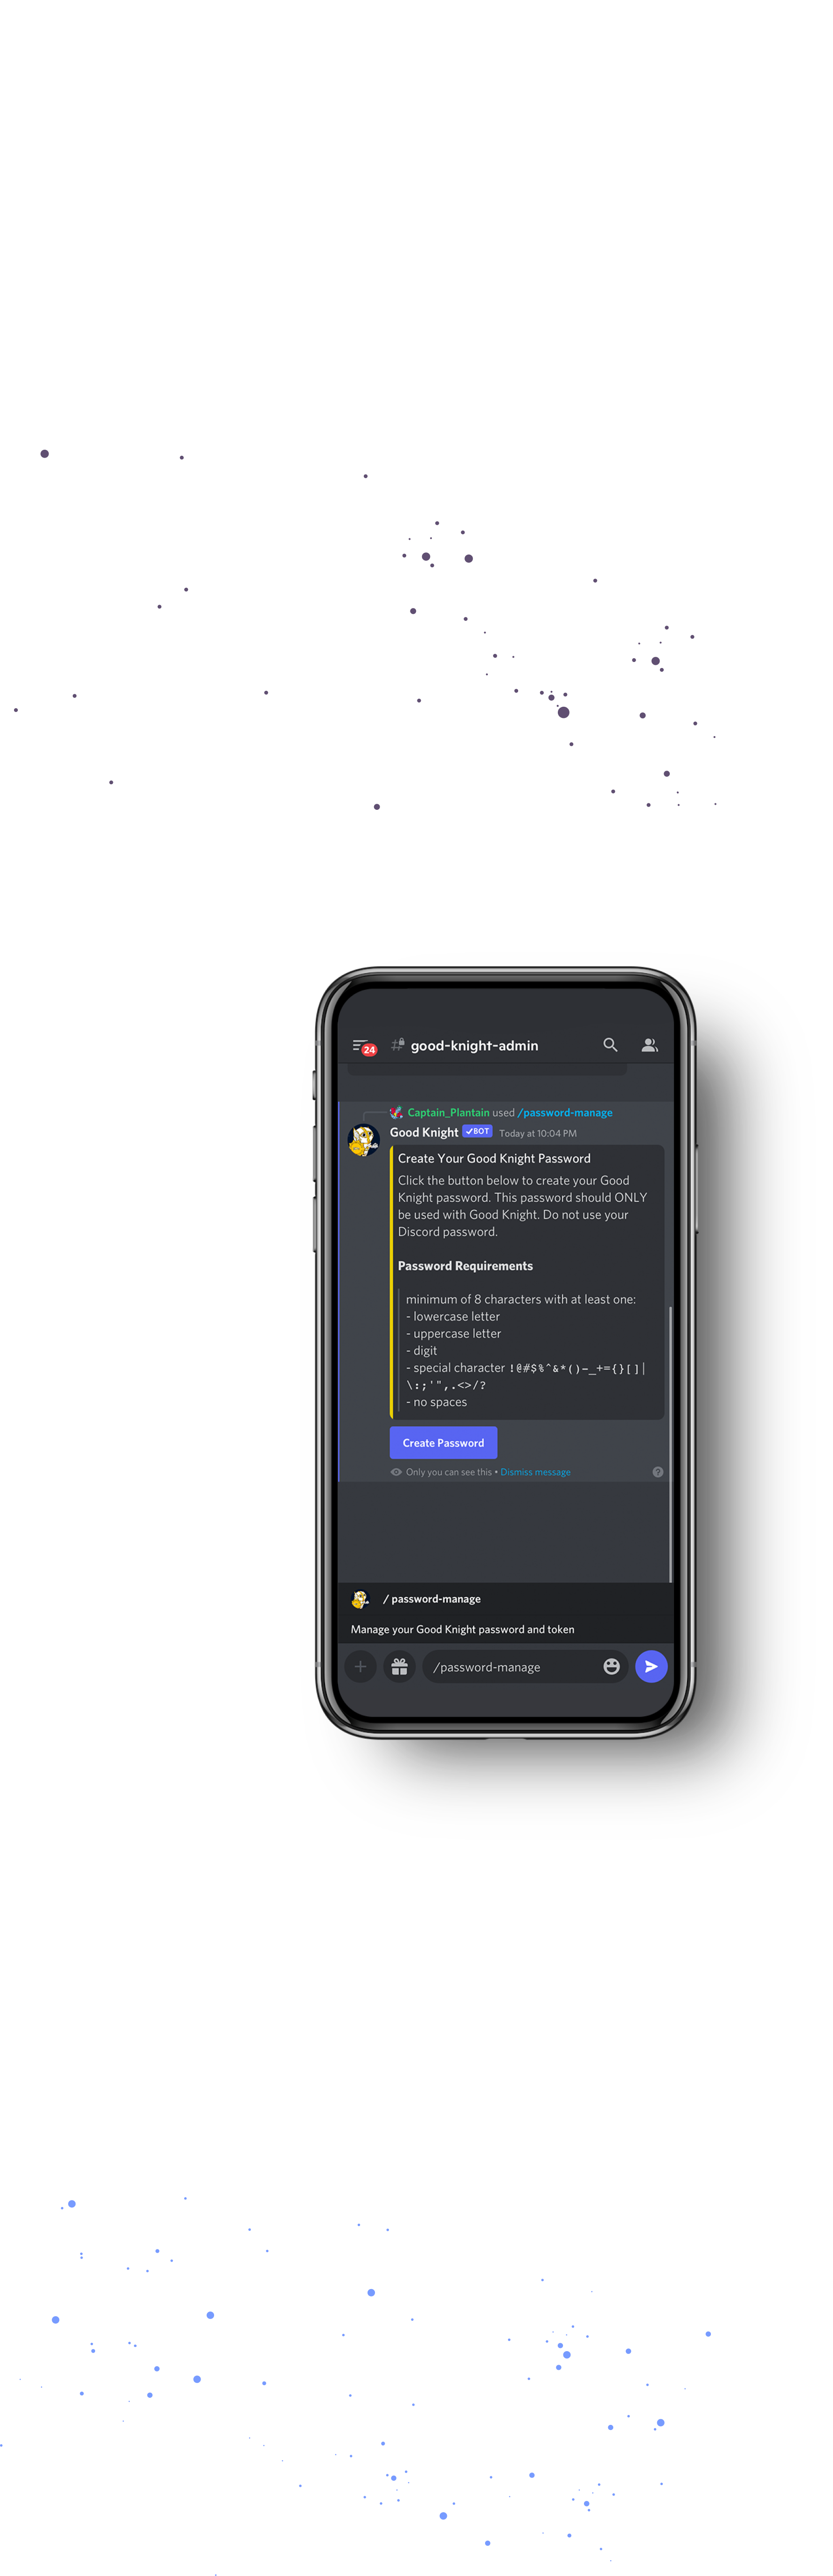 24
good-knight-admin
Captain_Plantain used /password-manage
Good Knight ✓BOT Today at 10:04 PM
Create Your Good Knight Password
Click the button below to create your Good
Knight password. This password should ONLY
be used with Good Knight. Do not use your
Discord password.
Password Requirements
minimum of 8 characters with at least one:
- lowercase letter
- uppercase letter
- digit
- special character !@#$%^&*()-_+={}[]|
\:;'",.<>/?
- no spaces
Create Password
Only you can see this • Dismiss message
?
/ password-manage
Manage your Good Knight password and token
/password-manage